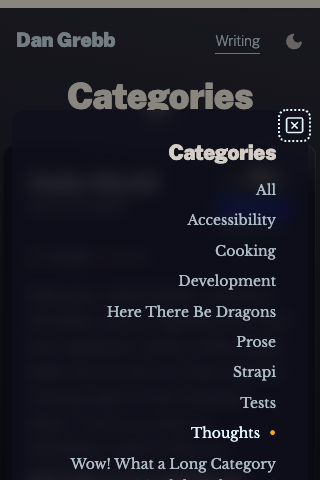 Dan Grebb
Writing
Categories
Categories
All
Accessibility
Cooking
Development
Here There Be Dragons
Prose
Strapi
Tests
Thoughts •
Wow! What a Long Category